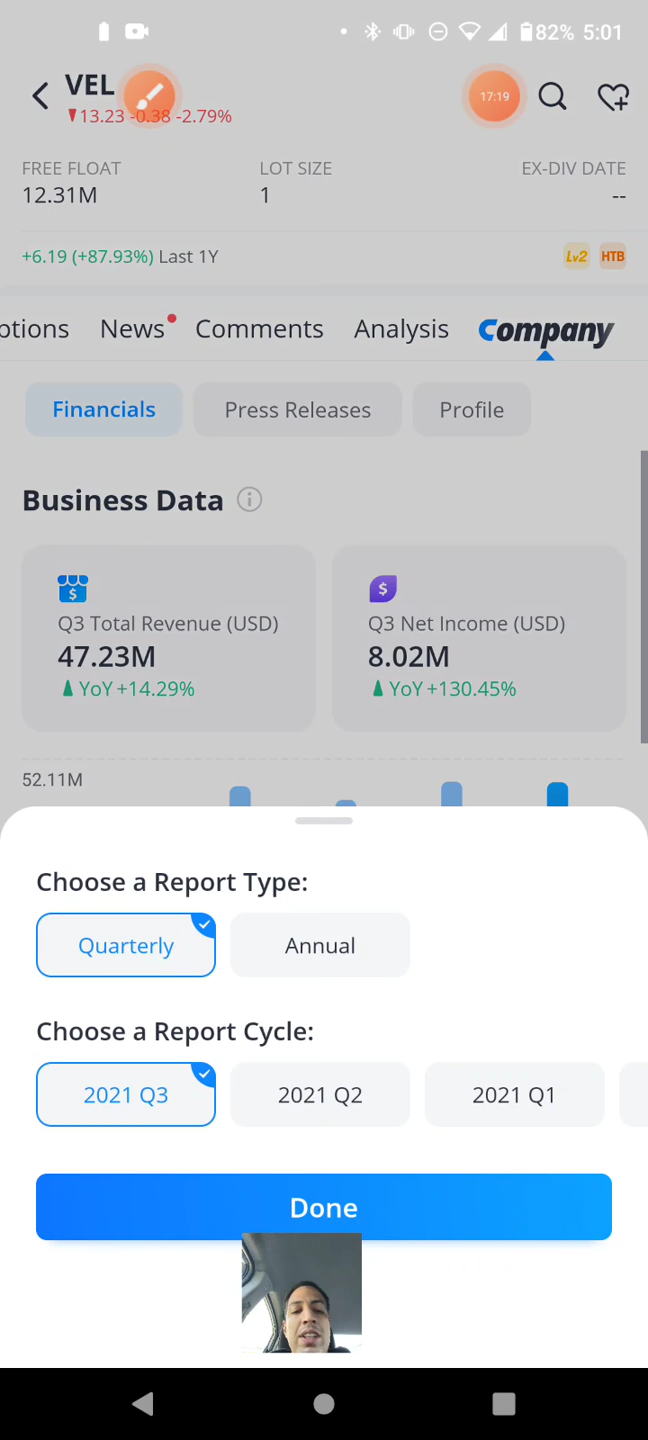 82% 5:01
VEL
13.23 -0.38 -2.79%
17:19
FREE FLOAT LOT SIZE EX-DIV DATE
12.31M 1 --
+6.19 (+87.93%) Last 1Y Lv2 HTB
ptions News Comments Analysis Company
Financials Press Releases Profile
Business Data
Q3 Total Revenue (USD) Q3 Net Income (USD)
47.23M 8.02M
YoY +14.29% YoY +130.45%
52.11M
Choose a Report Type:
Quarterly Annual
Choose a Report Cycle:
2021 Q3 2021 Q2 2021 Q1
Done